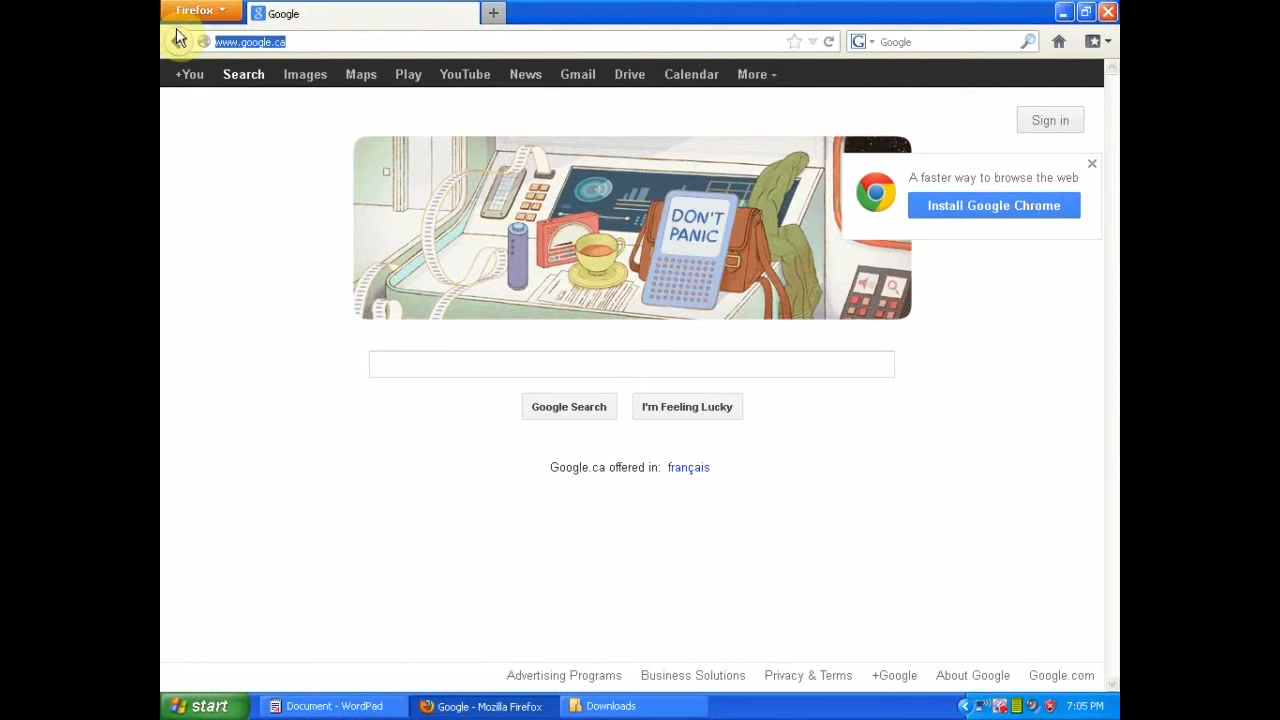 Firefox
Google
www.google.ca
Google
+You Search Images Maps Play YouTube News Gmail Drive Calendar More
Sign in
A faster way to browse the web
Install Google Chrome
DON'T
PANIC
Google Search I'm Feeling Lucky
Google.ca offered in: français
Advertising Programs Business Solutions Privacy & Terms +Google About Google Google.com
start Document - WordPad Google - Mozilla Firefox Downloads 7:05 PM